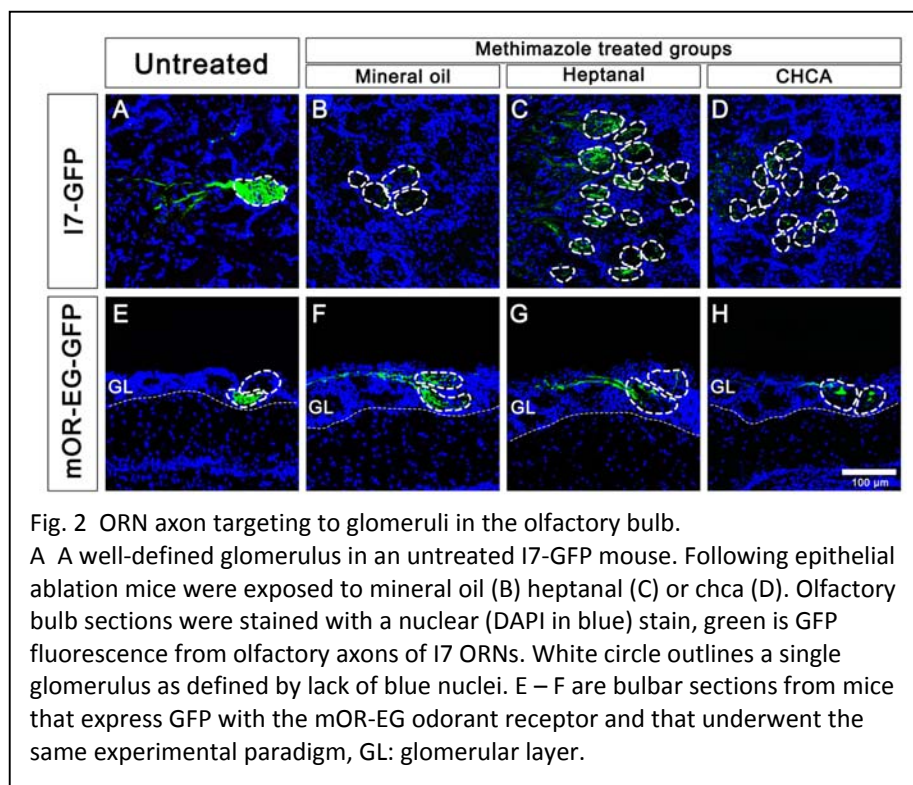 Untreated
Methimazole treated groups
Mineral oil
Heptanal
CHCA
I7-GFP
A
B
C
D
mOR-EG-GFP
E
F
G
H
GL
GL
GL
GL
100 µm
Fig. 2 ORN axon targeting to glomeruli in the olfactory bulb.
A A well-defined glomerulus in an untreated I7-GFP mouse. Following epithelial
ablation mice were exposed to mineral oil (B) heptanal (C) or chca (D). Olfactory
bulb sections were stained with a nuclear (DAPI in blue) stain, green is GFP
fluorescence from olfactory axons of I7 ORNs. White circle outlines a single
glomerulus as defined by lack of blue nuclei. E – F are bulbar sections from mice
that express GFP with the mOR-EG odorant receptor and that underwent the
same experimental paradigm, GL: glomerular layer.